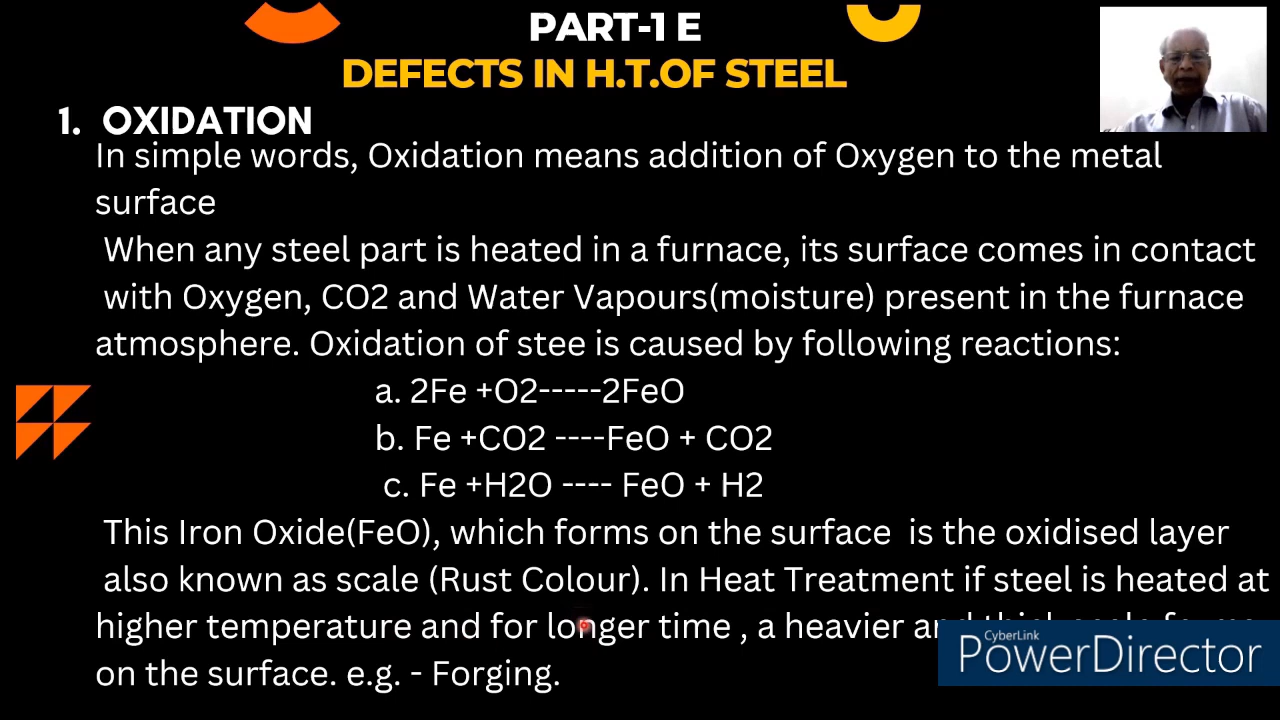 PART-1 E
DEFECTS IN H.T.OF STEEL
1. OXIDATION
In simple words, Oxidation means addition of Oxygen to the metal
surface
When any steel part is heated in a furnace, its surface comes in contact
with Oxygen, CO2 and Water Vapours(moisture) present in the furnace
atmosphere. Oxidation of stee is caused by following reactions:
a. 2Fe +O2-----2FeO
b. Fe +CO2 ----FeO + CO2
c. Fe +H2O ---- FeO + H2
This Iron Oxide(FeO), which forms on the surface is the oxidised layer
also known as scale (Rust Colour). In Heat Treatment if steel is heated at
higher temperature and for longer time , a heavier
on the surface. e.g. - Forging.
CyberLink
PowerDirector